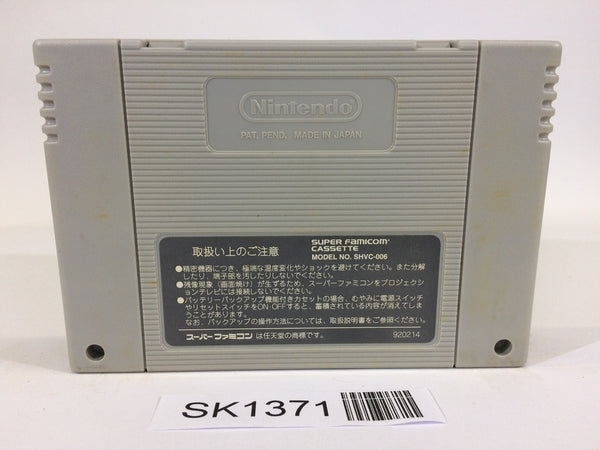 Nintendo
PAT. PEND. / MADE IN JAPAN
取扱い上のご注意
SUPER FAMICOM
CASSETTE
MODEL NO. SHVC-006
●精密機器につき、極端な温度変化やショックを避けてください。また分解
したり、端子部を汚したりしないでください。
●残像現象（画面焼け）が生ずるため、スーパーファミコンをプロジェクシ
ョンテレビには接続しないでください。
●バッテリーバックアップ機能付きカセットの場合、むやみに電源スイッチ
やリセットスイッチをON・OFFすると、蓄積されている内容が消えてしま
うことがあります。
なお、バックアップの操作方法については、取扱説明書をご参照ください。
スーパーファミコン は任天堂の商標です。
920214
SK1371